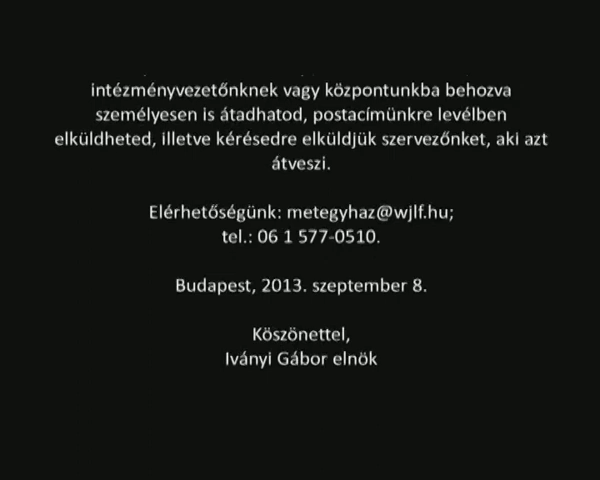 intézményvezetőnknek vagy központunkba behozva
személyesen is átadhatod, postacímünkre levélben
elküldheted, illetve kérésedre elküldjük szervezőnket, aki azt
átveszi.
Elérhetőségünk: metegyhaz@wjlf.hu;
tel.: 06 1 577-0510.
Budapest, 2013. szeptember 8.
Köszönettel,
Iványi Gábor elnök